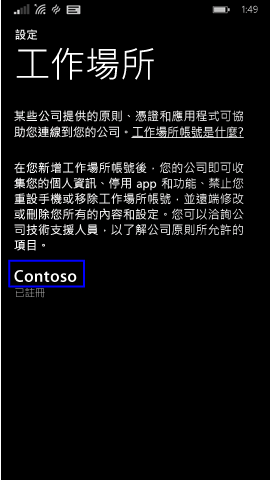 1:49
設定
工作場所
某些公司提供的原則、憑證和應用程式可協
助您連線到您的公司。工作場所帳號是什麼?
在您新增工作場所帳號後，您的公司即可收
集您的個人資訊、停用 app 和功能、禁止您
重設手機或移除工作場所帳號，並遠端修改
或刪除您所有的內容和設定。您可以洽詢公
司技術支援人員，以了解公司原則所允許的
項目。
Contoso
已註冊